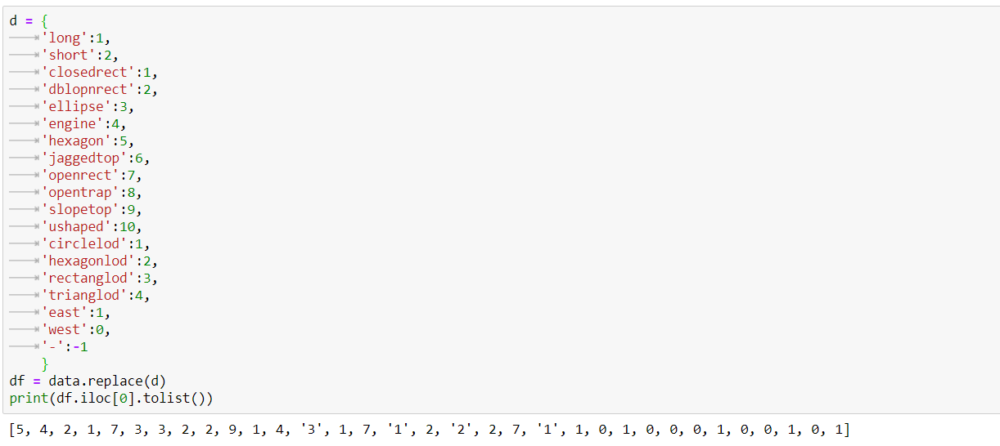 d = {
'long':1,
'short':2,
'closedrect':1,
'dblopnrect':2,
'ellipse':3,
'engine':4,
'hexagon':5,
'jaggedtop':6,
'openrect':7,
'opentrap':8,
'slopetop':9,
'ushaped':10,
'circlelod':1,
'hexagonlod':2,
'rectanglod':3,
'trianglod':4,
'east':1,
'west':0,
'-':-1
}
df = data.replace(d)
print(df.iloc[0].tolist())
[5, 4, 2, 1, 7, 3, 3, 2, 2, 9, 1, 4, '3', 1, 7, '1', 2, '2', 2, 7, '1', 1, 0, 1, 0, 0, 0, 1, 0, 0, 1, 0, 1]